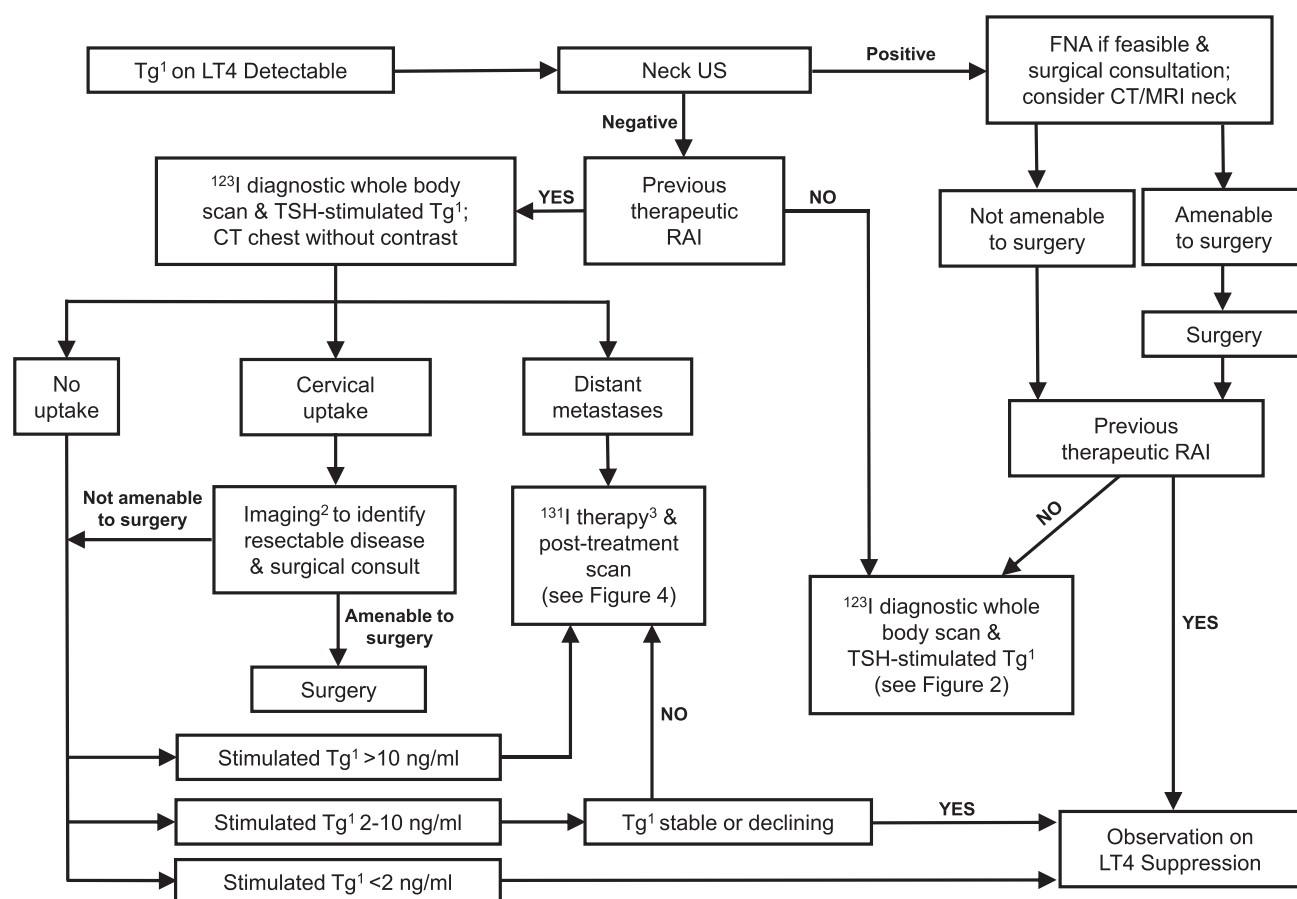 Tg¹ on LT4 Detectable
Neck US
Positive
FNA if feasible &
surgical consultation;
consider CT/MRI neck
Negative
¹²³I diagnostic whole body
scan & TSH-stimulated Tg¹;
CT chest without contrast
YES
Previous
therapeutic
RAI
NO
Not amenable
to surgery
Amenable
to surgery
Surgery
No
uptake
Cervical
uptake
Distant
metastases
Previous
therapeutic RAI
Not amenable
to surgery
Imaging² to identify
resectable disease
& surgical consult
¹³¹I therapy³ &
post-treatment
scan
(see Figure 4)
NO
¹²³I diagnostic whole
body scan &
TSH-stimulated Tg¹
(see Figure 2)
YES
Amenable to
surgery
Surgery
NO
Stimulated Tg¹ >10 ng/ml
Stimulated Tg¹ 2-10 ng/ml
Tg¹ stable or declining
YES
Observation on
LT4 Suppression
Stimulated Tg¹ <2 ng/ml